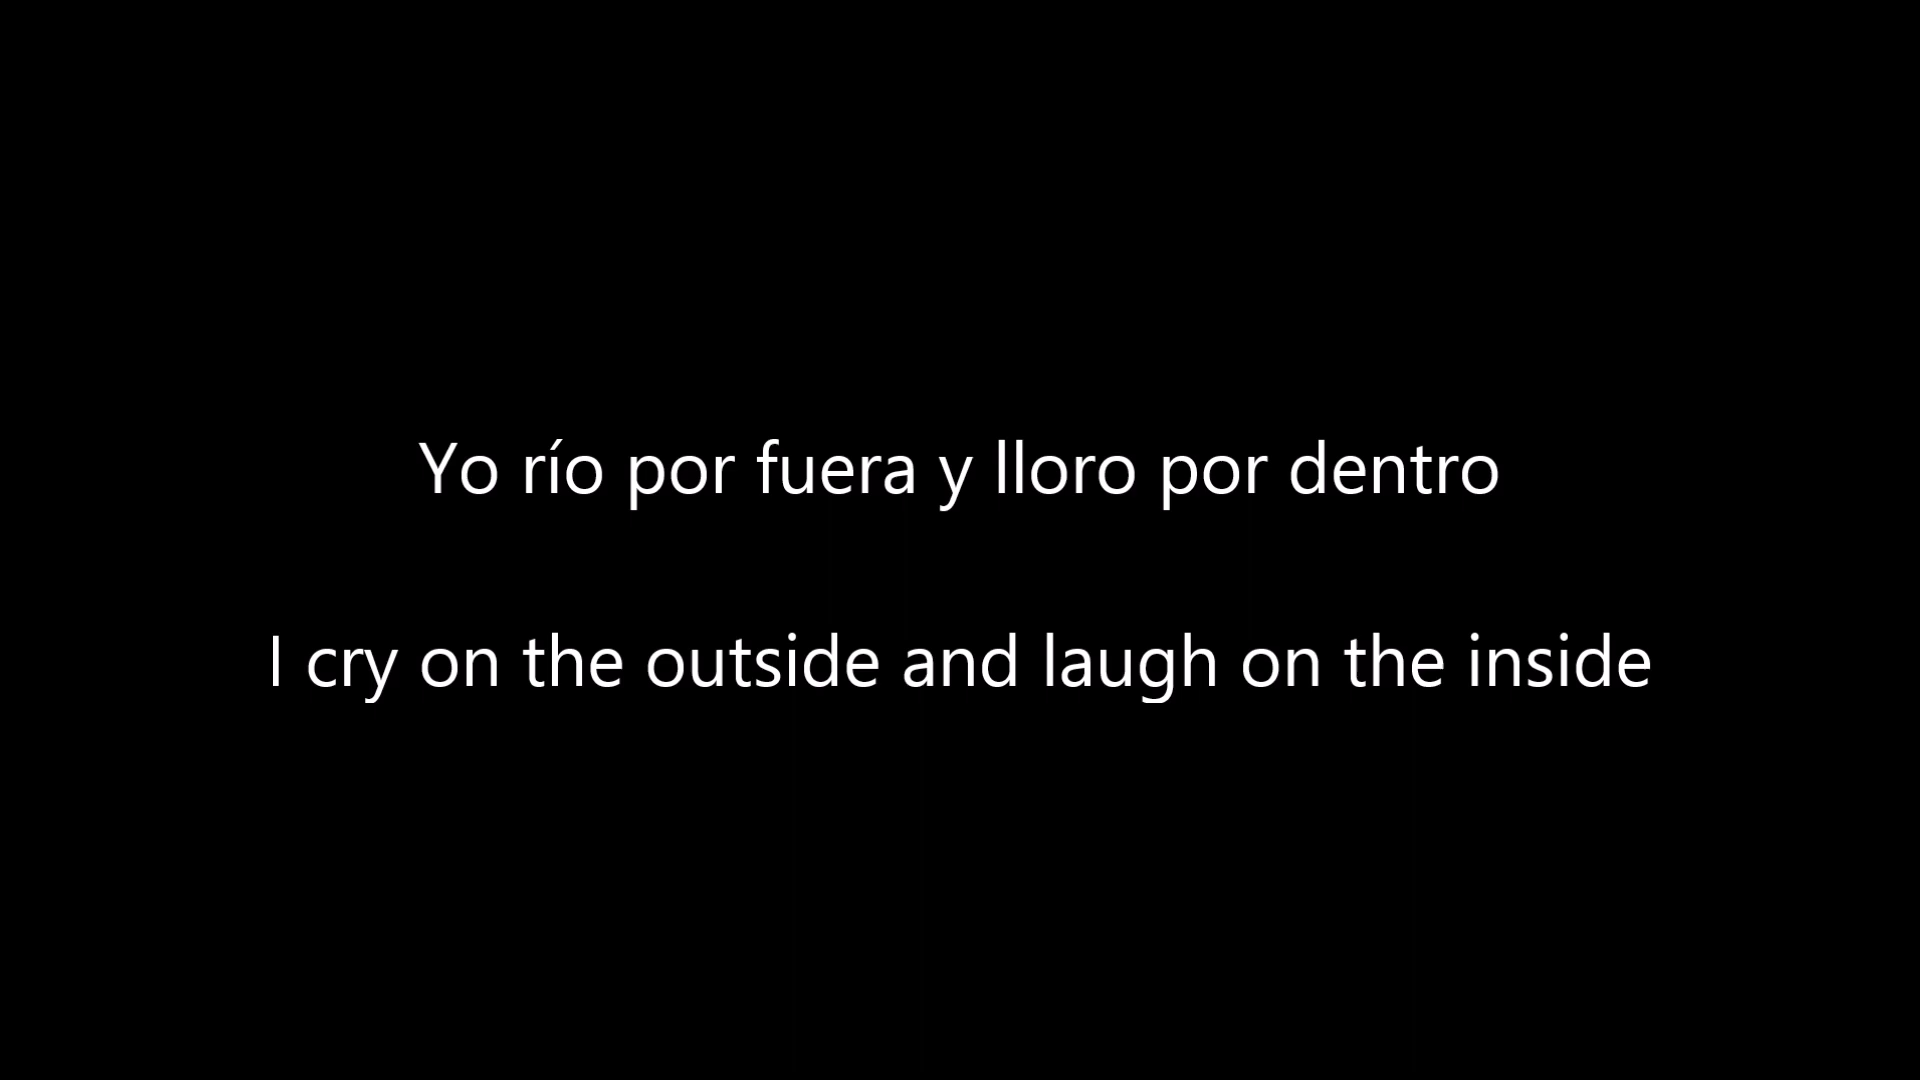 Yo río por fuera y lloro por dentro
I cry on the outside and laugh on the inside